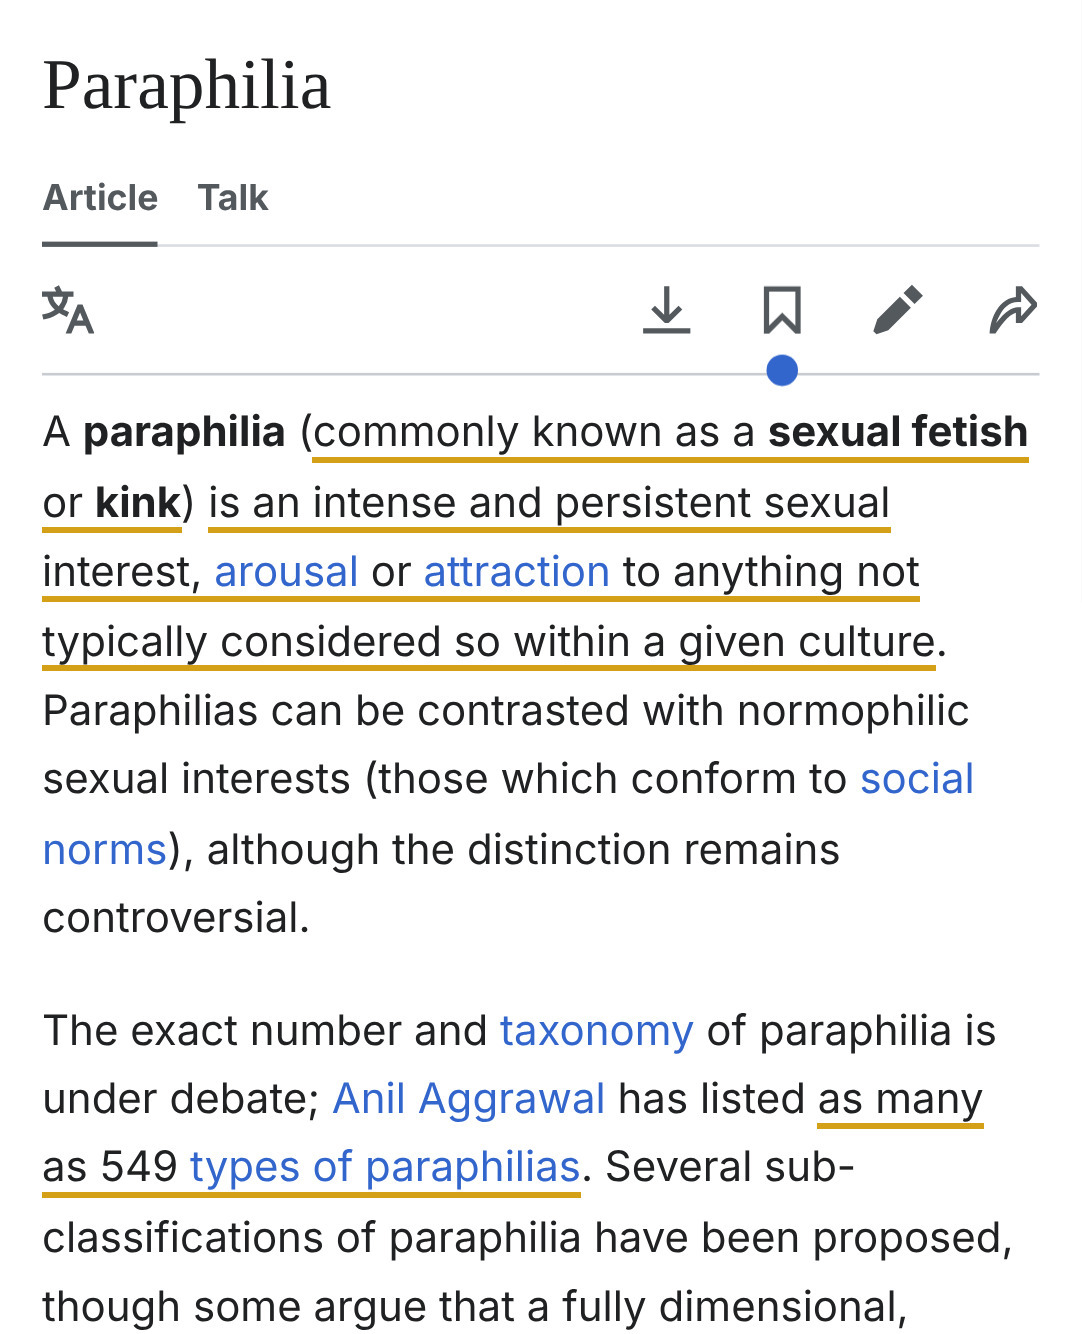 Paraphilia
Article Talk
文A
A paraphilia (commonly known as a sexual fetish
or kink) is an intense and persistent sexual
interest, arousal or attraction to anything not
typically considered so within a given culture.
Paraphilias can be contrasted with normophilic
sexual interests (those which conform to social
norms), although the distinction remains
controversial.
The exact number and taxonomy of paraphilia is
under debate; Anil Aggrawal has listed as many
as 549 types of paraphilias. Several sub-
classifications of paraphilia have been proposed,
though some argue that a fully dimensional,